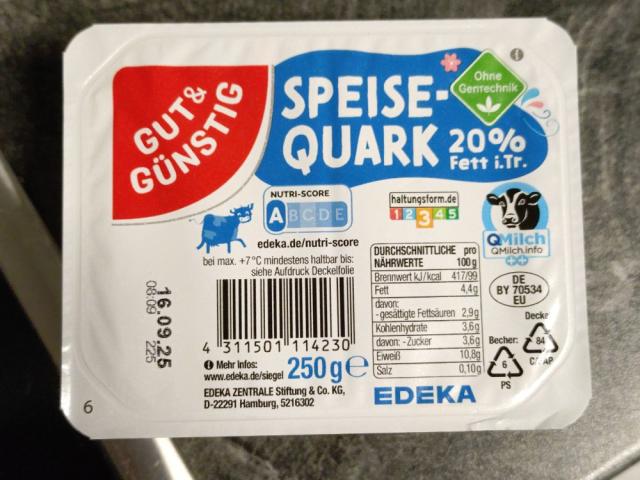 GUT&
GÜNSTIG
SPEISE-
QUARK 20%
Fett i.Tr.
Ohne
Gentechnik
NUTRI-SCORE
A B C D E
edeka.de/nutri-score
haltungsform.de
1 2 3 4 5
QMilch
QMilch.info
++
bei max. +7°C mindestens haltbar bis:
siehe Aufdruck Deckelfolie
16.09.25
08:09 225
4 311501 114230
Mehr Infos:
www.edeka.de/siegel
250g e
EDEKA ZENTRALE Stiftung & Co. KG,
D-22291 Hamburg, 5216302
DURCHSCHNITTLICHE pro
NÄHRWERTE 100g
Brennwert kJ/kcal 417/99
Fett 4,4g
davon:
-gesättigte Fettsäuren 2,9g
Kohlenhydrate 3,6g
davon: -Zucker 3,6g
Eiweiß 10,8g
Salz 0,10g
EDEKA
DE
BY 70534
EU
Becher:
6
PS
Decke
84
C/LAP
6